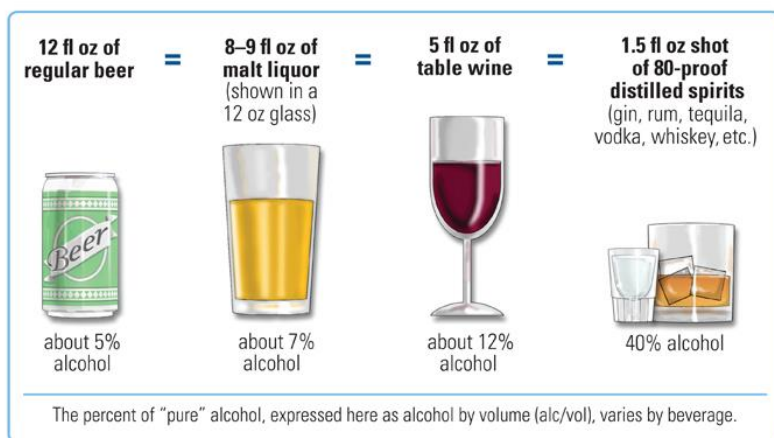 12 fl oz of
regular beer
=
8–9 fl oz of
malt liquor
(shown in a
12 oz glass)
=
5 fl oz of
table wine
=
1.5 fl oz shot
of 80-proof
distilled spirits
(gin, rum, tequila,
vodka, whiskey, etc.)
Beer
about 5%
alcohol
about 7%
alcohol
about 12%
alcohol
40% alcohol
The percent of “pure” alcohol, expressed here as alcohol by volume (alc/vol), varies by beverage.